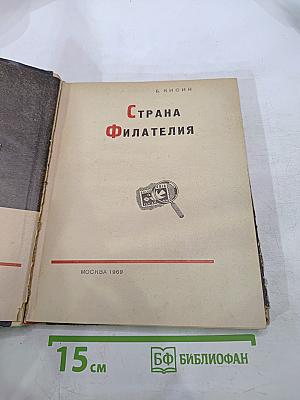 Б. КИСИН
СТРАНА
ФИЛАТЕЛИЯ
МОСКВА 1969
15 см
БФ БИБЛИОФАН